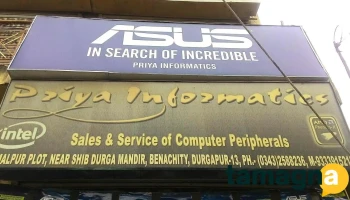 ASUS
IN SEARCH OF INCREDIBLE
PRIYA INFORMATICS
Priya Informatics
intel
Sales & Service of Computer Peripherals
NEAR SHIB DURGA MANDIR, BENACHITY, DURGAPUR-13, PH.- (0343)2588236,